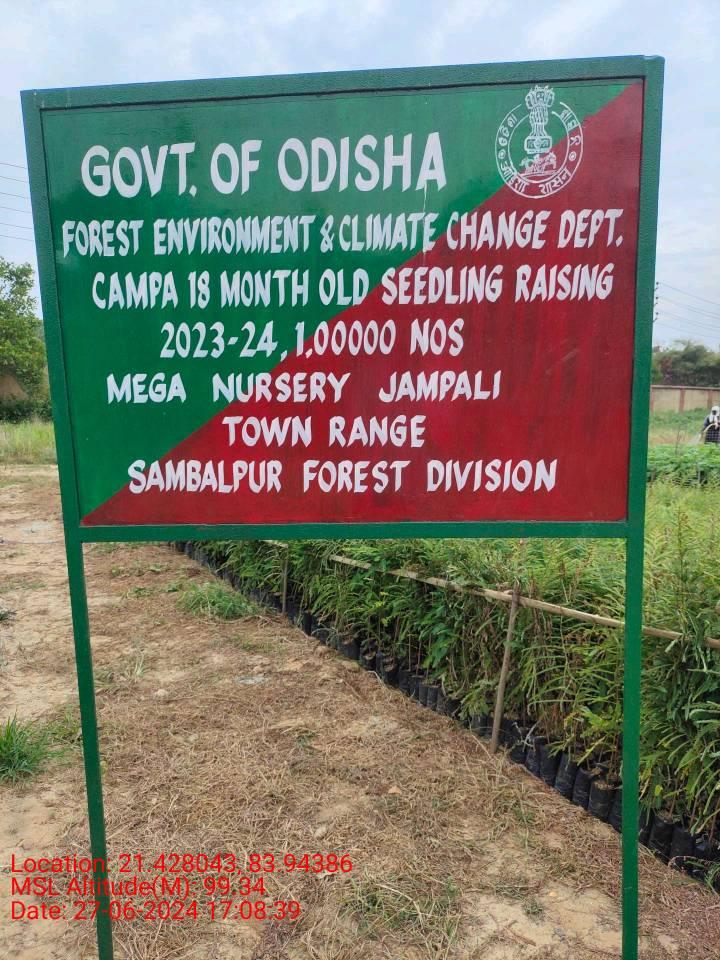 GOVT. OF ODISHA
FOREST ENVIRONMENT & CLIMATE CHANGE DEPT.
CAMPA 18 MONTH OLD SEEDLING RAISING
2023-24, 1,00000 NOS
MEGA NURSERY JAMPALI
TOWN RANGE
SAMBALPUR FOREST DIVISION
Location: 21.428043, 83.94386
MSL Altitude(M): 99.34
Date: 27-06-2024 17:08:39